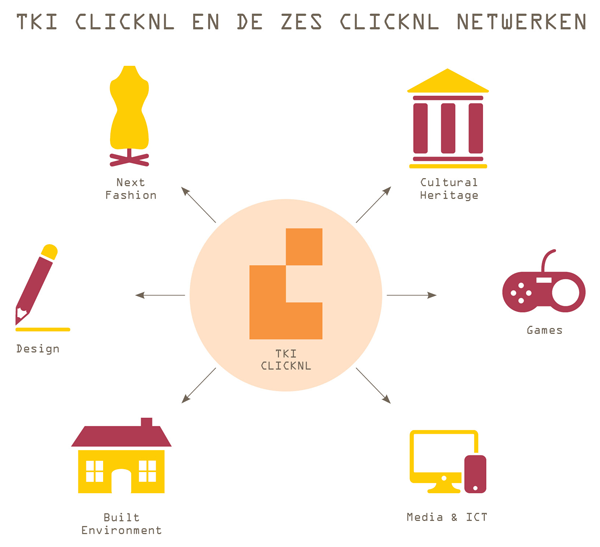 TKI CLICKNL EN DE ZES CLICKNL NETWERKEN
Next
Fashion
Cultural
Heritage
Design
TKI
CLICKNL
Games
Built
Environment
Media & ICT